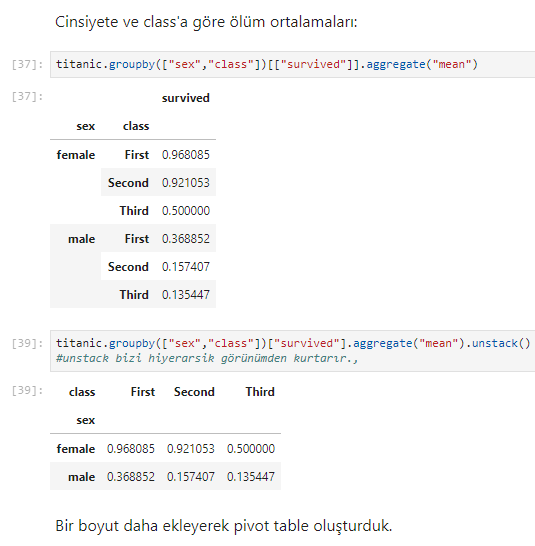 Cinsiyete ve class'a göre ölüm ortalamaları:
[37]: titanic.groupby(["sex","class"])[["survived"]].aggregate("mean")
[37]: survived
sex class
female First 0.968085
Second 0.921053
Third 0.500000
male First 0.368852
Second 0.157407
Third 0.135447
[39]: titanic.groupby(["sex","class"])["survived"].aggregate("mean").unstack()
#unstack bizi hiyerarsik görünümden kurtarır.,
[39]: class First Second Third
sex
female 0.968085 0.921053 0.500000
male 0.368852 0.157407 0.135447
Bir boyut daha ekleyerek pivot table oluşturduk.